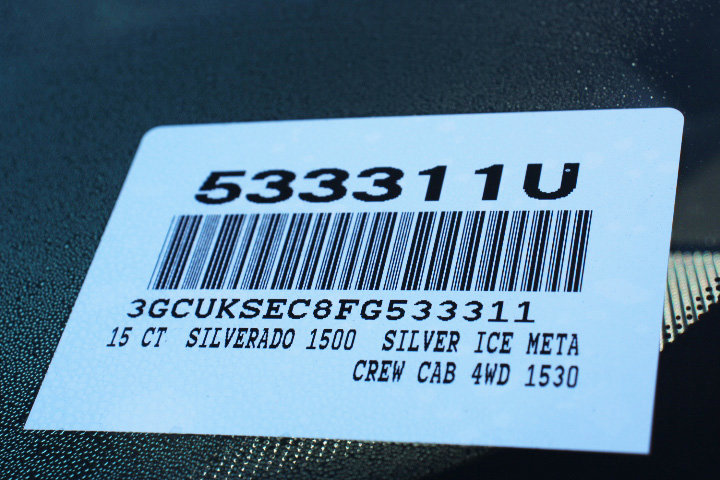 533311U
3GCUKSEC8FG533311
15 CT SILVERADO 1500 SILVER ICE META
CREW CAB 4WD 1530